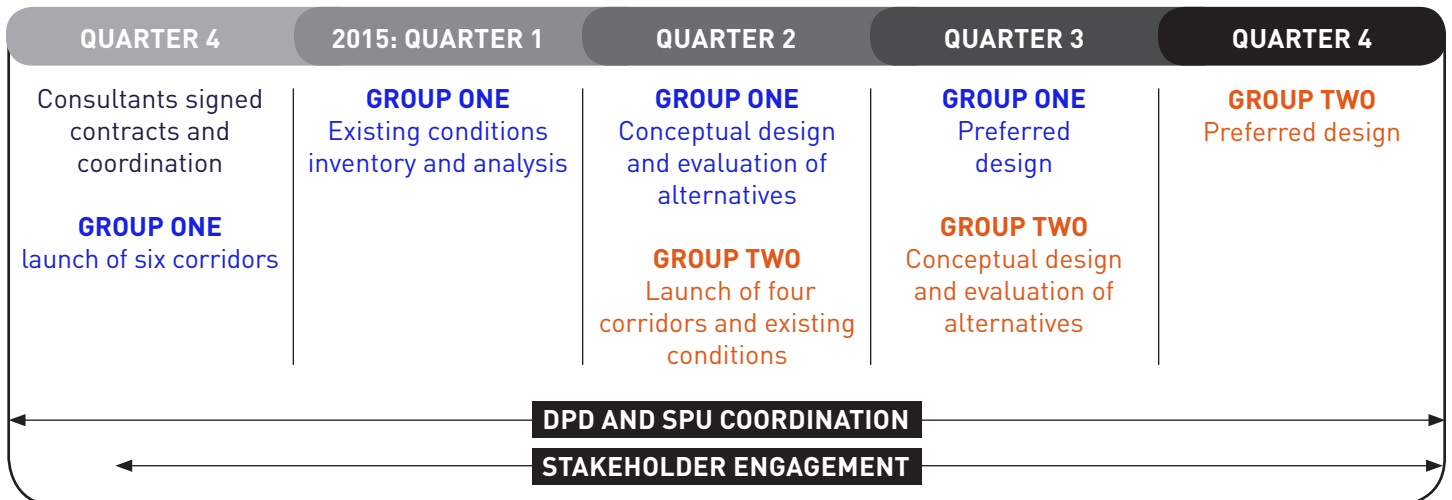 QUARTER 4
Consultants signed
contracts and
coordination
GROUP ONE
launch of six corridors
2015: QUARTER 1
GROUP ONE
Existing conditions
inventory and analysis
QUARTER 2
GROUP ONE
Conceptual design
and evaluation of
alternatives
GROUP TWO
Launch of four
corridors and existing
conditions
QUARTER 3
GROUP ONE
Preferred
design
GROUP TWO
Conceptual design
and evaluation of
alternatives
QUARTER 4
GROUP TWO
Preferred design
DPD AND SPU COORDINATION
STAKEHOLDER ENGAGEMENT